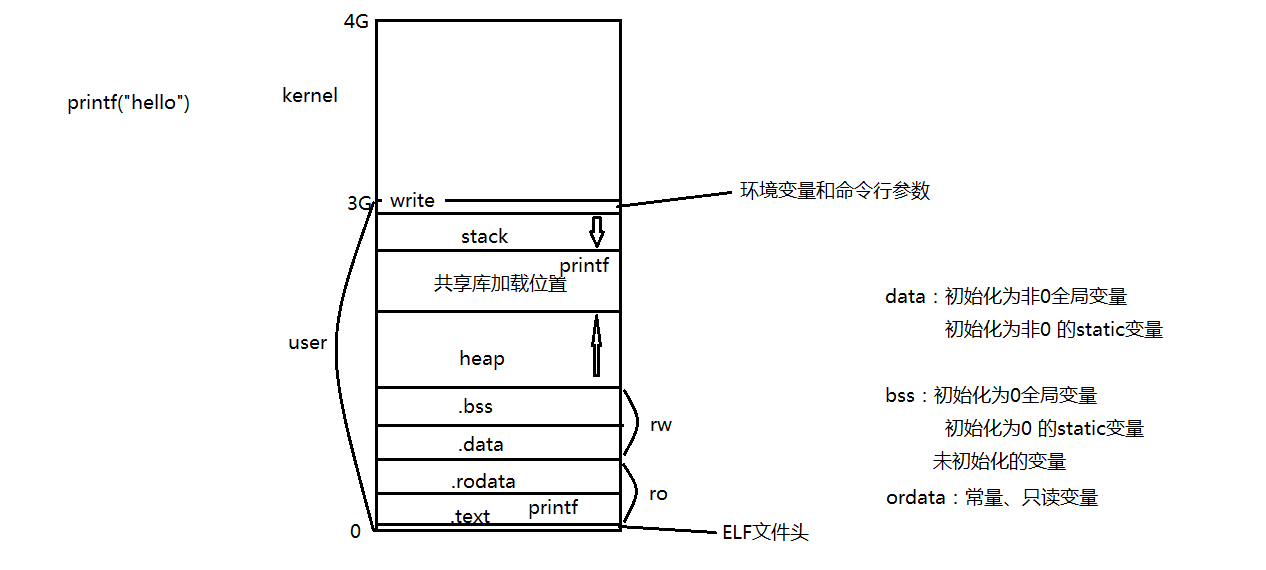 4G
printf("hello")
kernel
3G
write
环境变量和命令行参数
stack
printf
共享库加载位置
user
heap
.bss
.data
rw
.rodata
.text
printf
ro
0
ELF文件头
data：初始化为非0全局变量
初始化为非0 的static变量
bss：初始化为0全局变量
初始化为0 的static变量
未初始化的变量
ordata：常量、只读变量